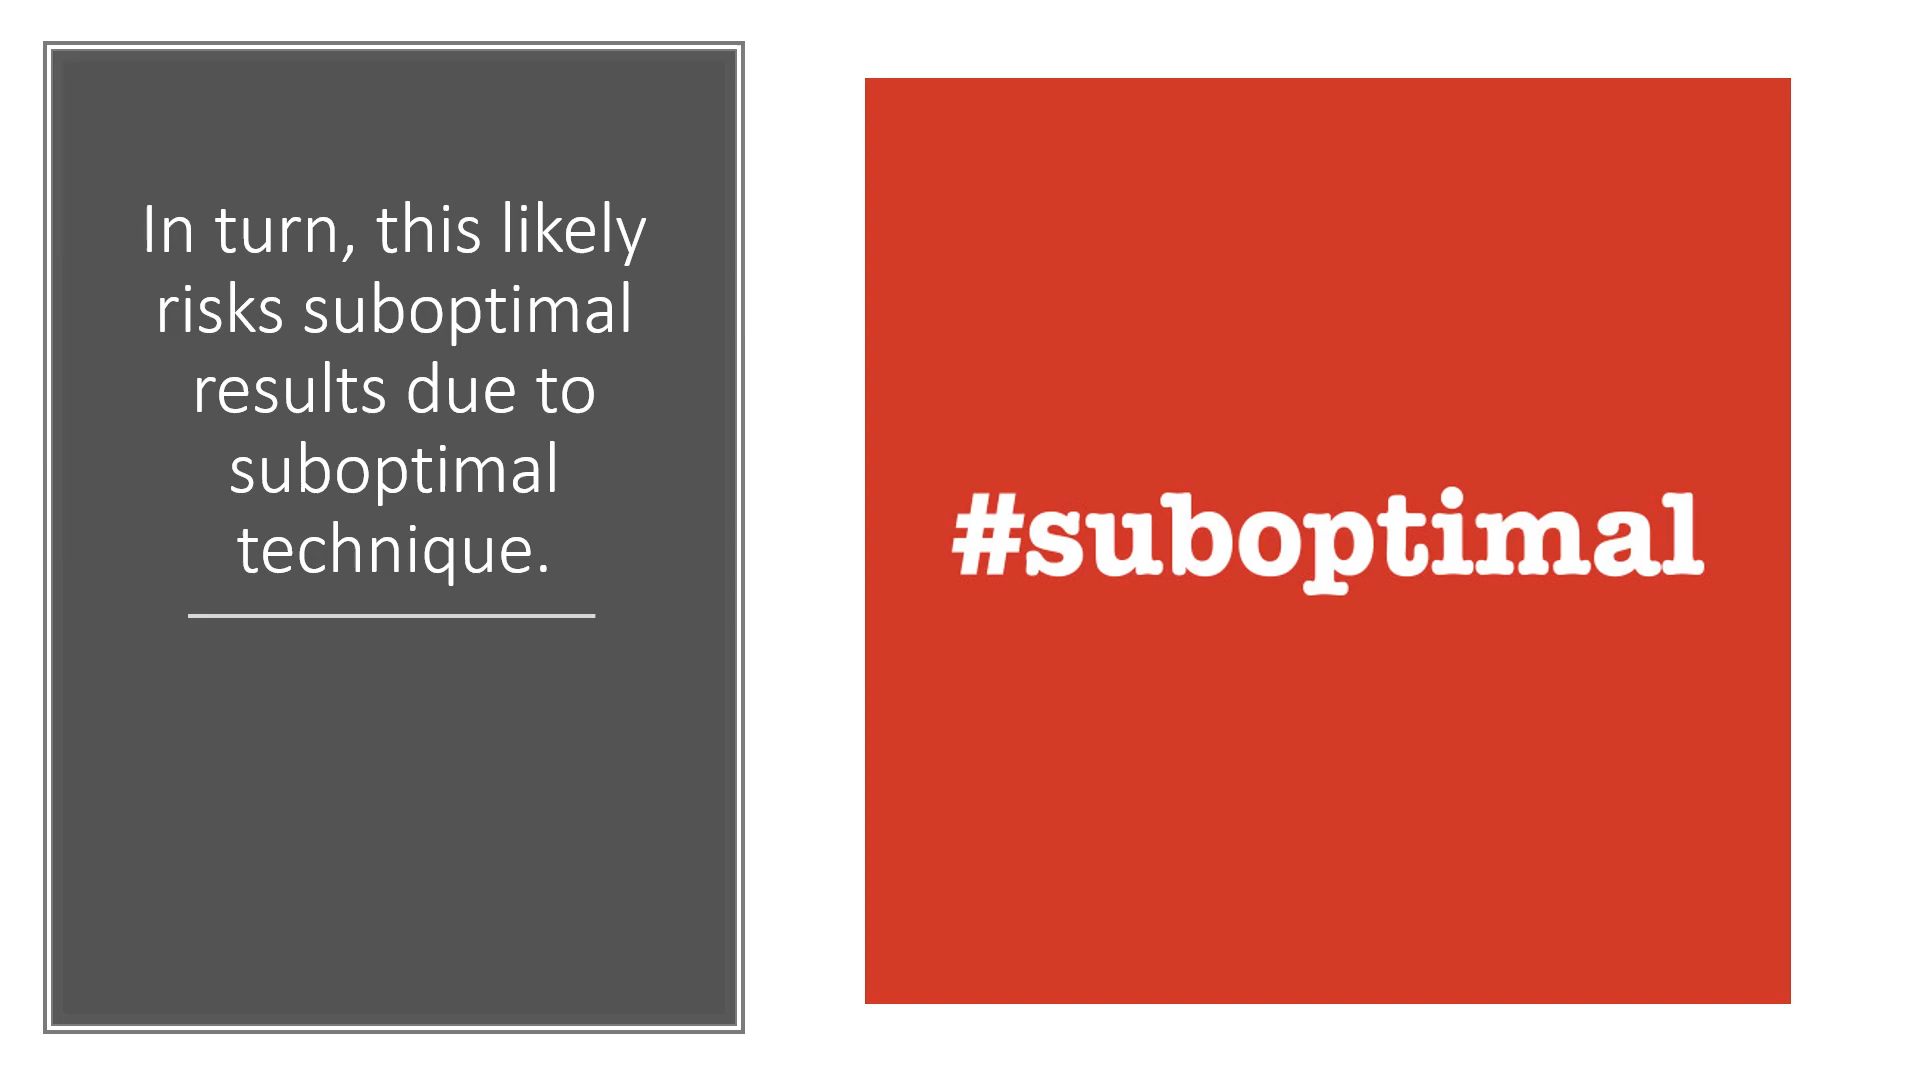 In turn, this likely
risks suboptimal
results due to
suboptimal
technique.
#suboptimal